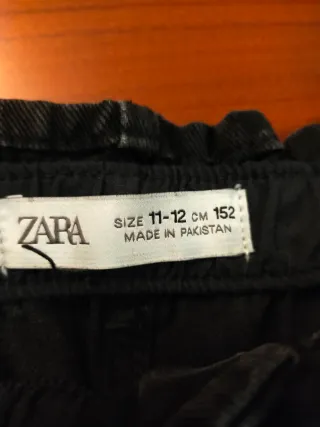 ZARA
SIZE 11-12 CM 152
MADE IN PAKISTAN